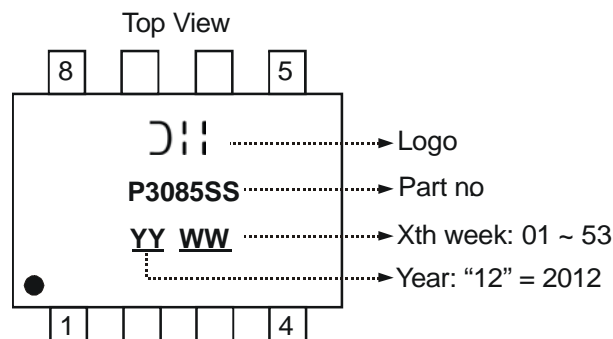 Top View
8 5
Logo
P3085SS Part no
YY WW Xth week: 01 ~ 53
Year: “12” = 2012
1 4